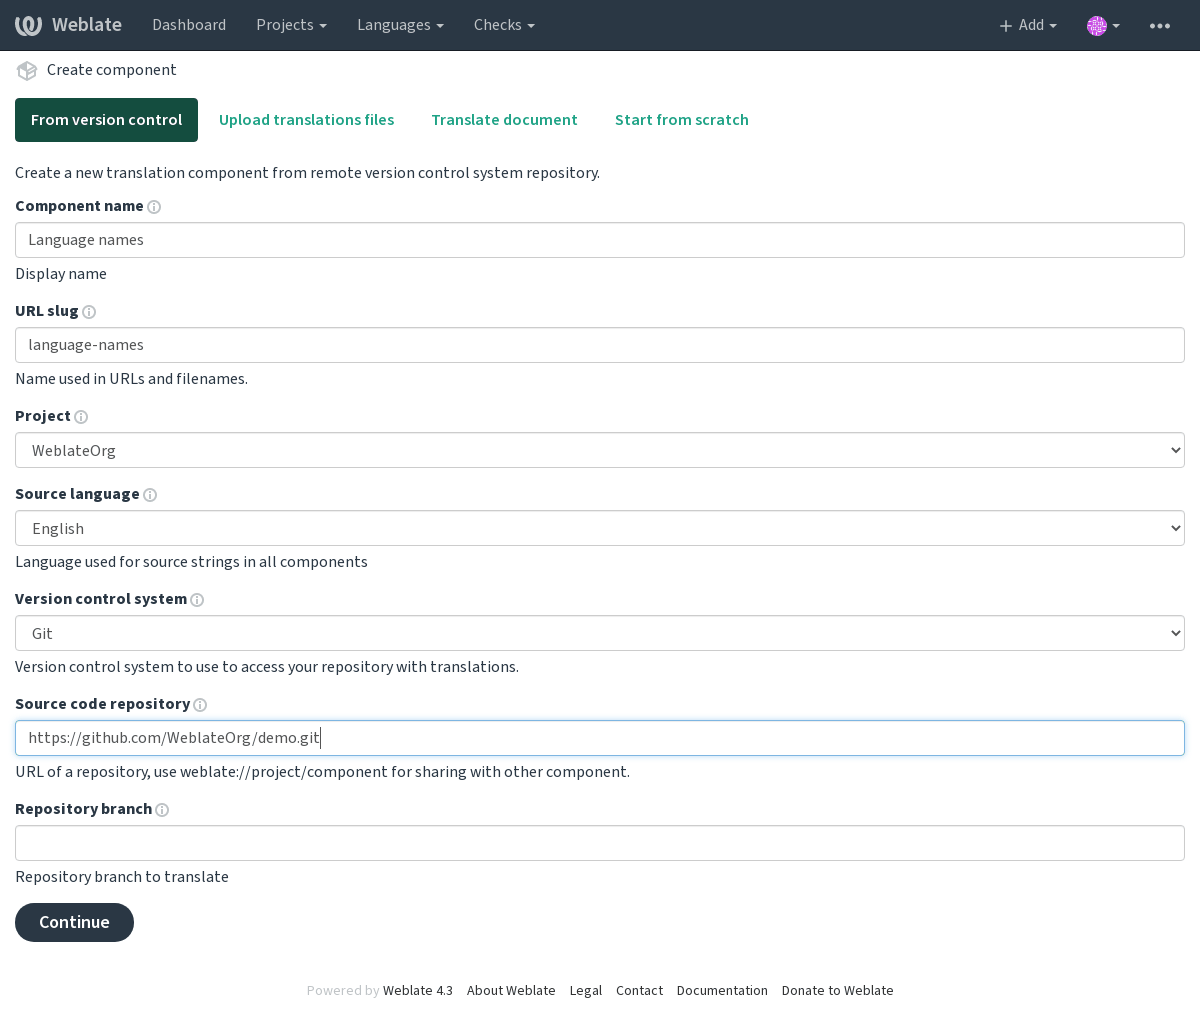 Weblate Dashboard Projects Languages Checks Add
Create component
From version control Upload translations files Translate document Start from scratch
Create a new translation component from remote version control system repository.
Component name
Language names
Display name
URL slug
language-names
Name used in URLs and filenames.
Project
WeblateOrg
Source language
English
Language used for source strings in all components
Version control system
Git
Version control system to use to access your repository with translations.
Source code repository
https://github.com/WeblateOrg/demo.git
URL of a repository, use weblate://project/component for sharing with other component.
Repository branch
Repository branch to translate
Continue
Powered by Weblate 4.3 About Weblate Legal Contact Documentation Donate to Weblate